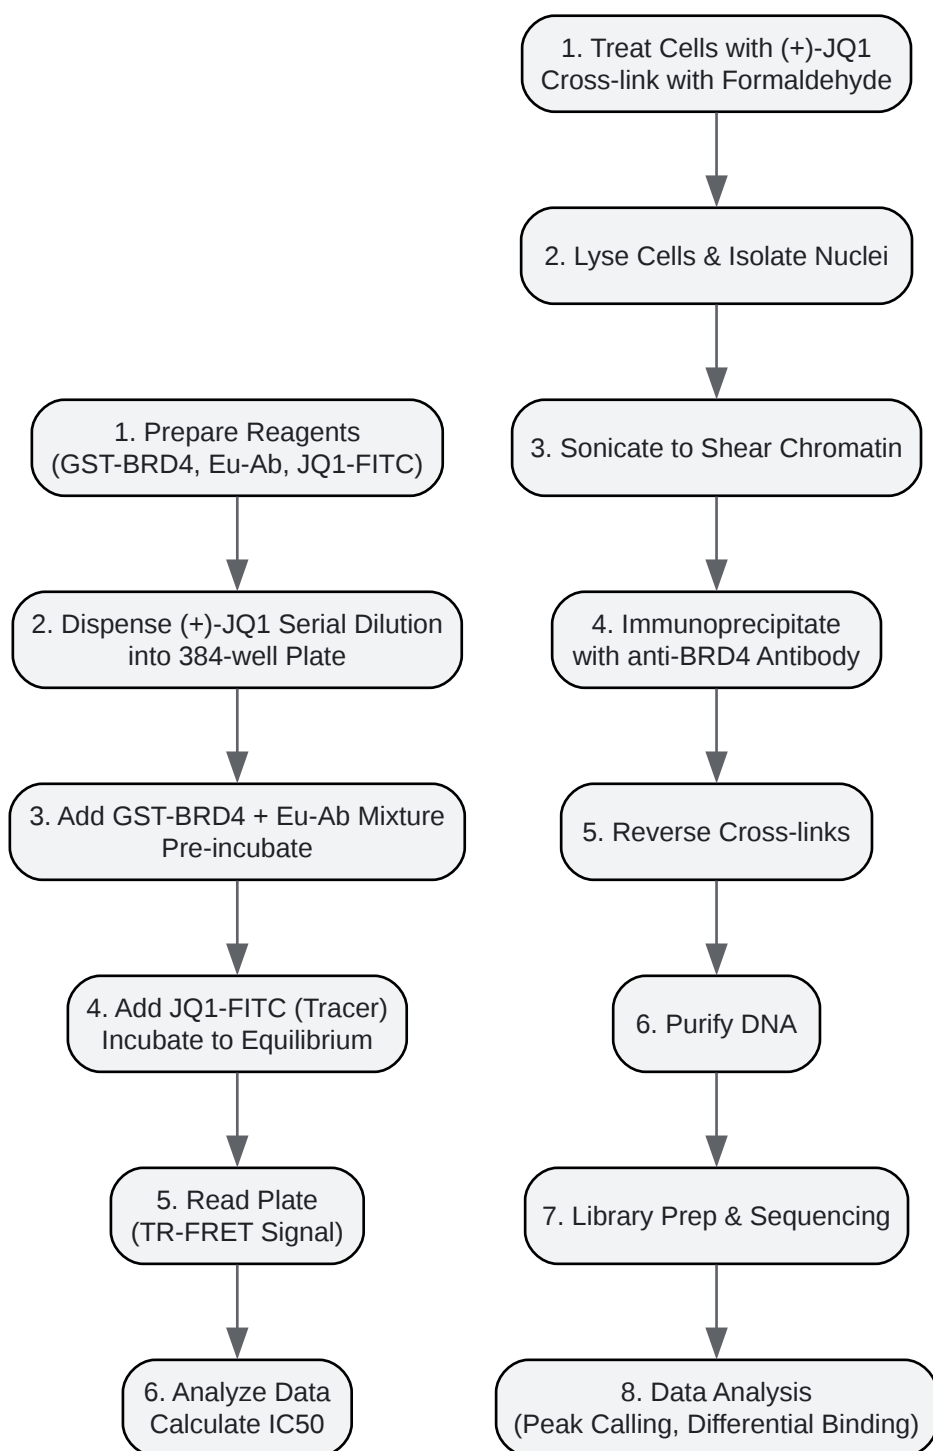 1. Prepare Reagents
(GST-BRD4, Eu-Ab, JQ1-FITC)
2. Dispense (+)-JQ1 Serial Dilution
into 384-well Plate
3. Add GST-BRD4 + Eu-Ab Mixture
Pre-incubate
4. Add JQ1-FITC (Tracer)
Incubate to Equilibrium
5. Read Plate
(TR-FRET Signal)
6. Analyze Data
Calculate IC50
1. Treat Cells with (+)-JQ1
Cross-link with Formaldehyde
2. Lyse Cells & Isolate Nuclei
3. Sonicate to Shear Chromatin
4. Immunoprecipitate
with anti-BRD4 Antibody
5. Reverse Cross-links
6. Purify DNA
7. Library Prep & Sequencing
8. Data Analysis
(Peak Calling, Differential Binding)